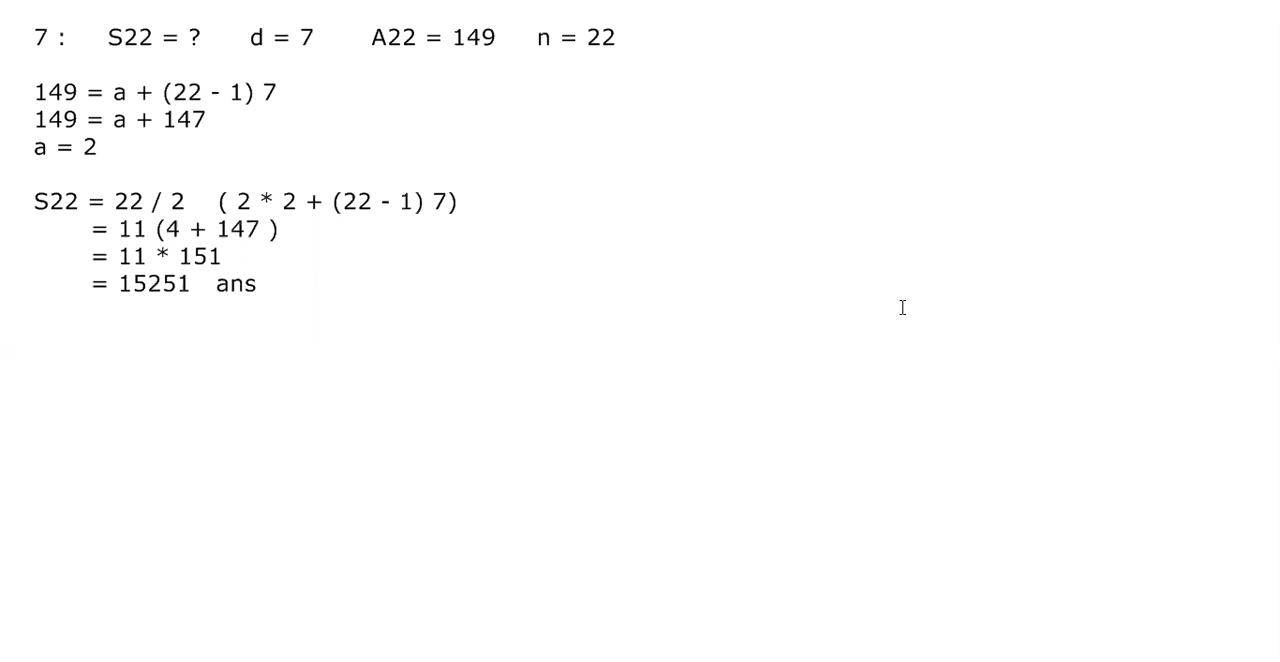 7 : S22 = ? d = 7 A22 = 149 n = 22
149 = a + (22 - 1) 7
149 = a + 147
a = 2
S22 = 22 / 2 ( 2 * 2 + (22 - 1) 7)
= 11 (4 + 147 )
= 11 * 151
= 15251 ans